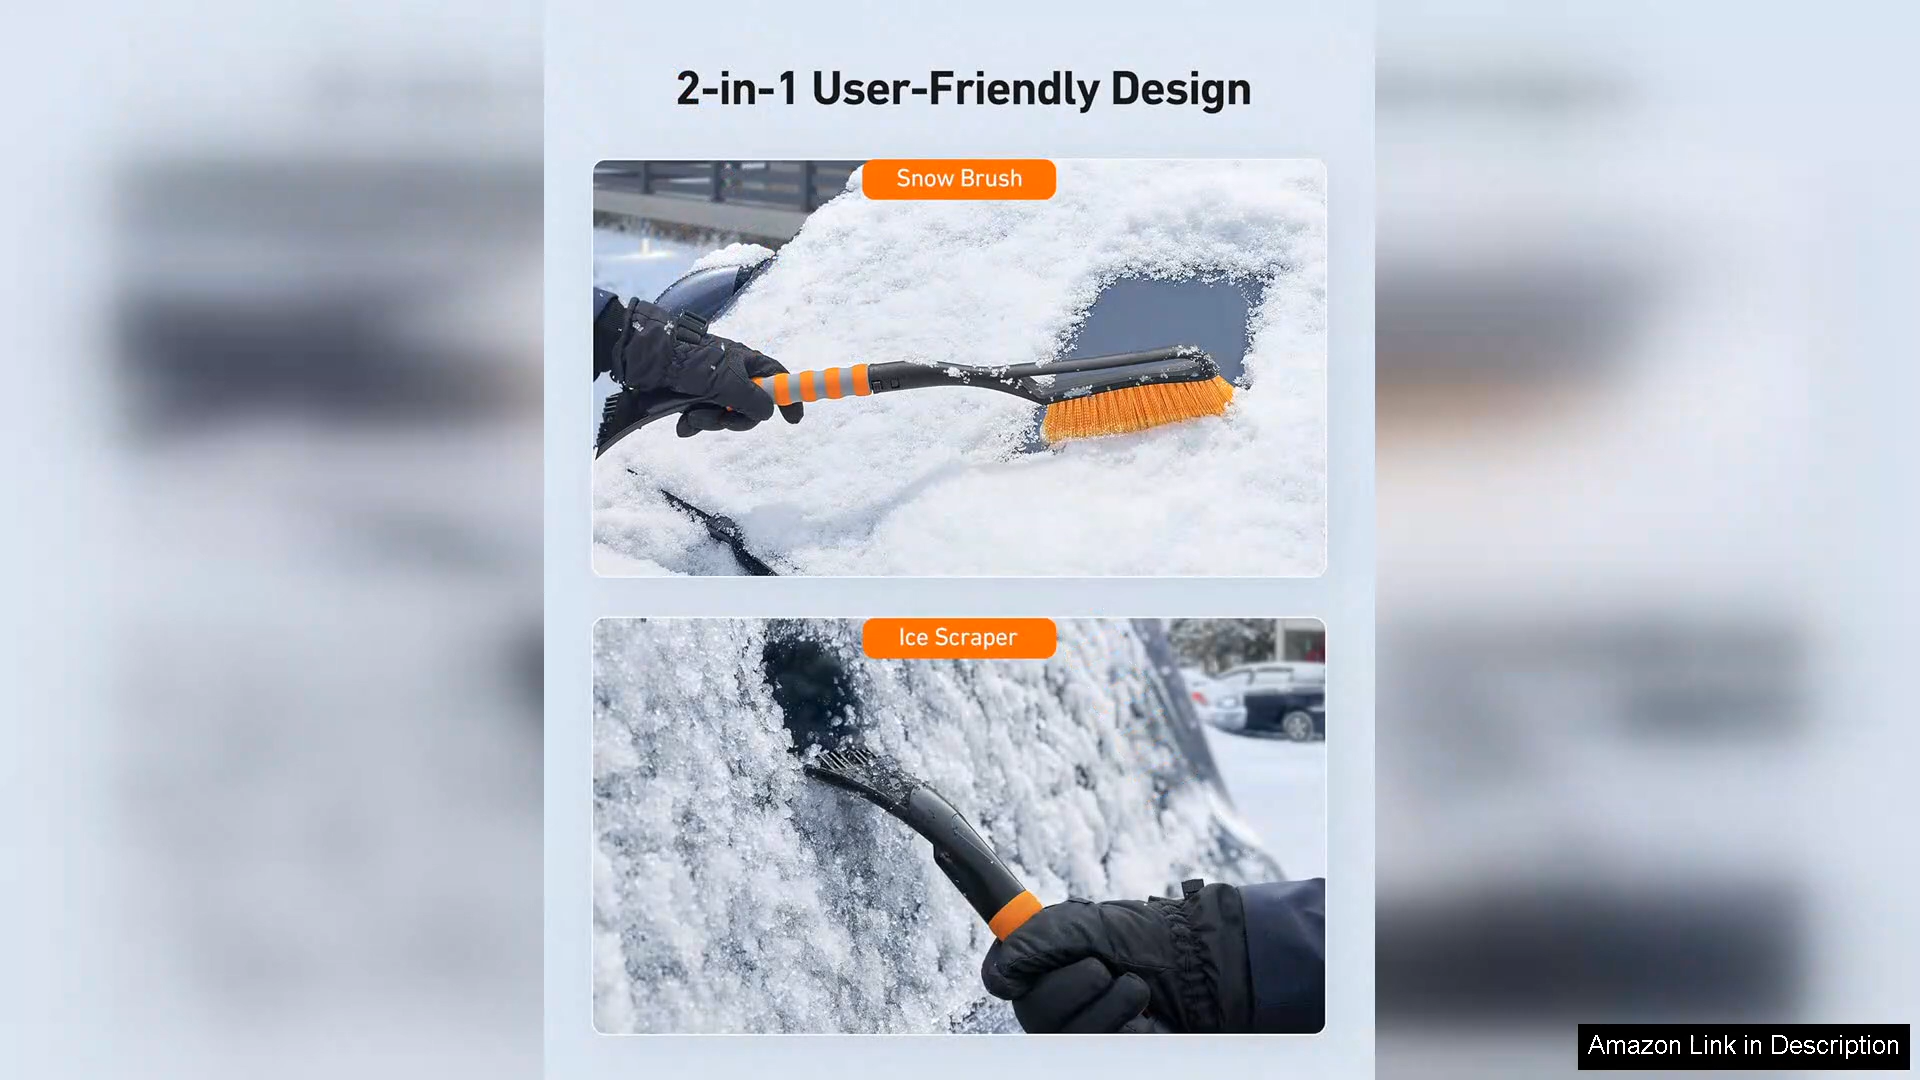 2-in-1 User-Friendly Design
Snow Brush
Ice Scraper
Amazon Link in Description